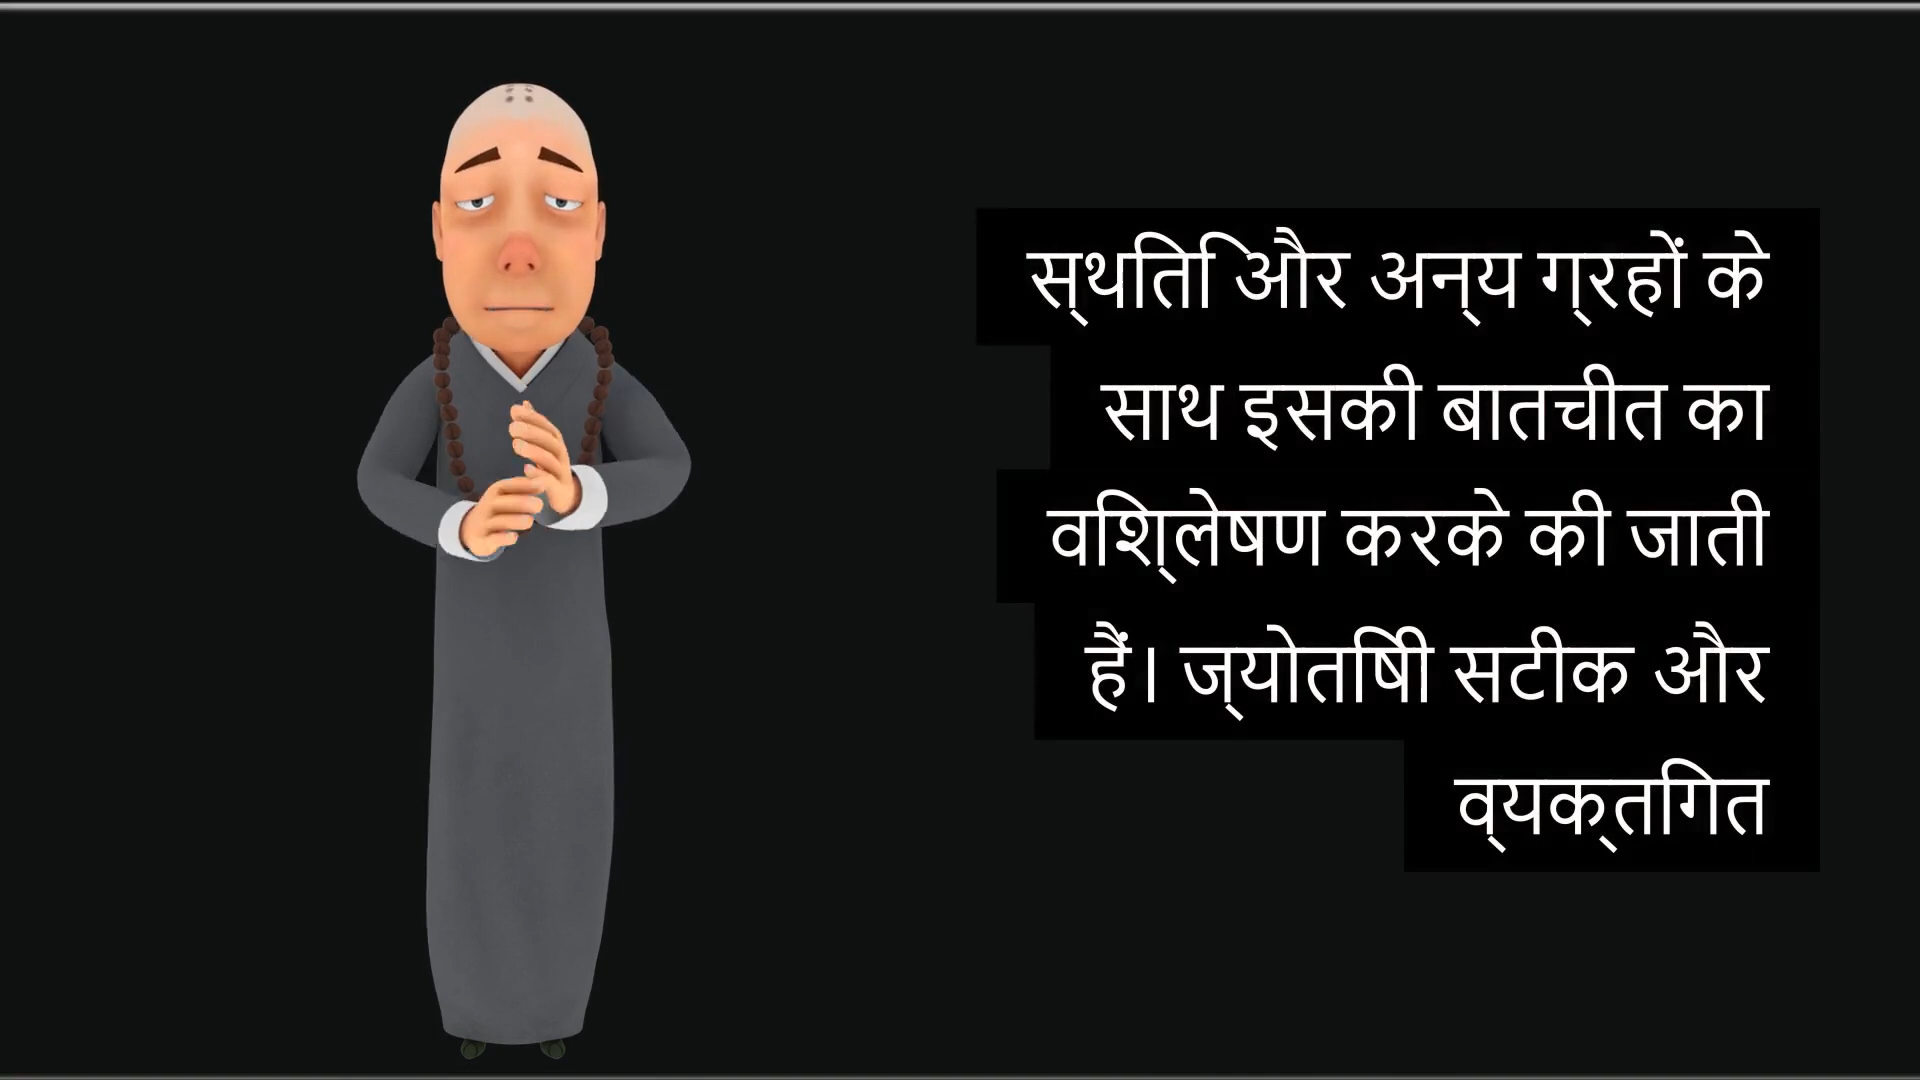 स्थिति और अन्य ग्रहों के
साथ इसकी बातचीत का
विश्लेषण करके की जाती
हैं। ज्योतिषी सटीक और
व्यक्तिगत